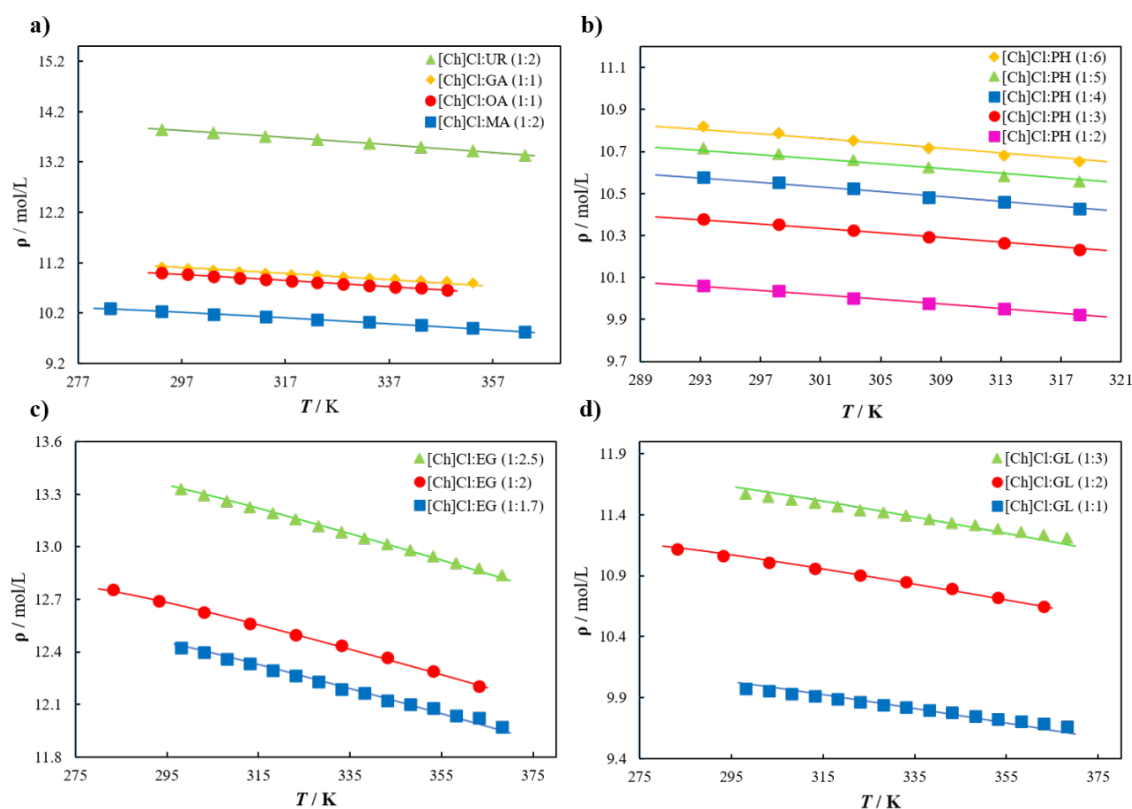 a)
ρ / mol/L
15.2
14.2
13.2
12.2
11.2
10.2
9.2
277
297
317
337
357
T / K
[Ch]Cl:UR (1:2)
[Ch]Cl:GA (1:1)
[Ch]Cl:OA (1:1)
[Ch]Cl:MA (1:2)
b)
ρ / mol/L
11.1
10.9
10.7
10.5
10.3
10.1
9.9
9.7
289
293
297
301
305
309
313
317
321
T / K
[Ch]Cl:PH (1:6)
[Ch]Cl:PH (1:5)
[Ch]Cl:PH (1:4)
[Ch]Cl:PH (1:3)
[Ch]Cl:PH (1:2)
c)
ρ / mol/L
13.6
13.3
13.0
12.7
12.4
12.1
11.8
275
295
315
335
355
375
T / K
[Ch]Cl:EG (1:2.5)
[Ch]Cl:EG (1:2)
[Ch]Cl:EG (1:1.7)
d)
ρ / mol/L
11.9
11.4
10.9
10.4
9.9
9.4
275
295
315
335
355
375
T / K
[Ch]Cl:GL (1:3)
[Ch]Cl:GL (1:2)
[Ch]Cl:GL (1:1)